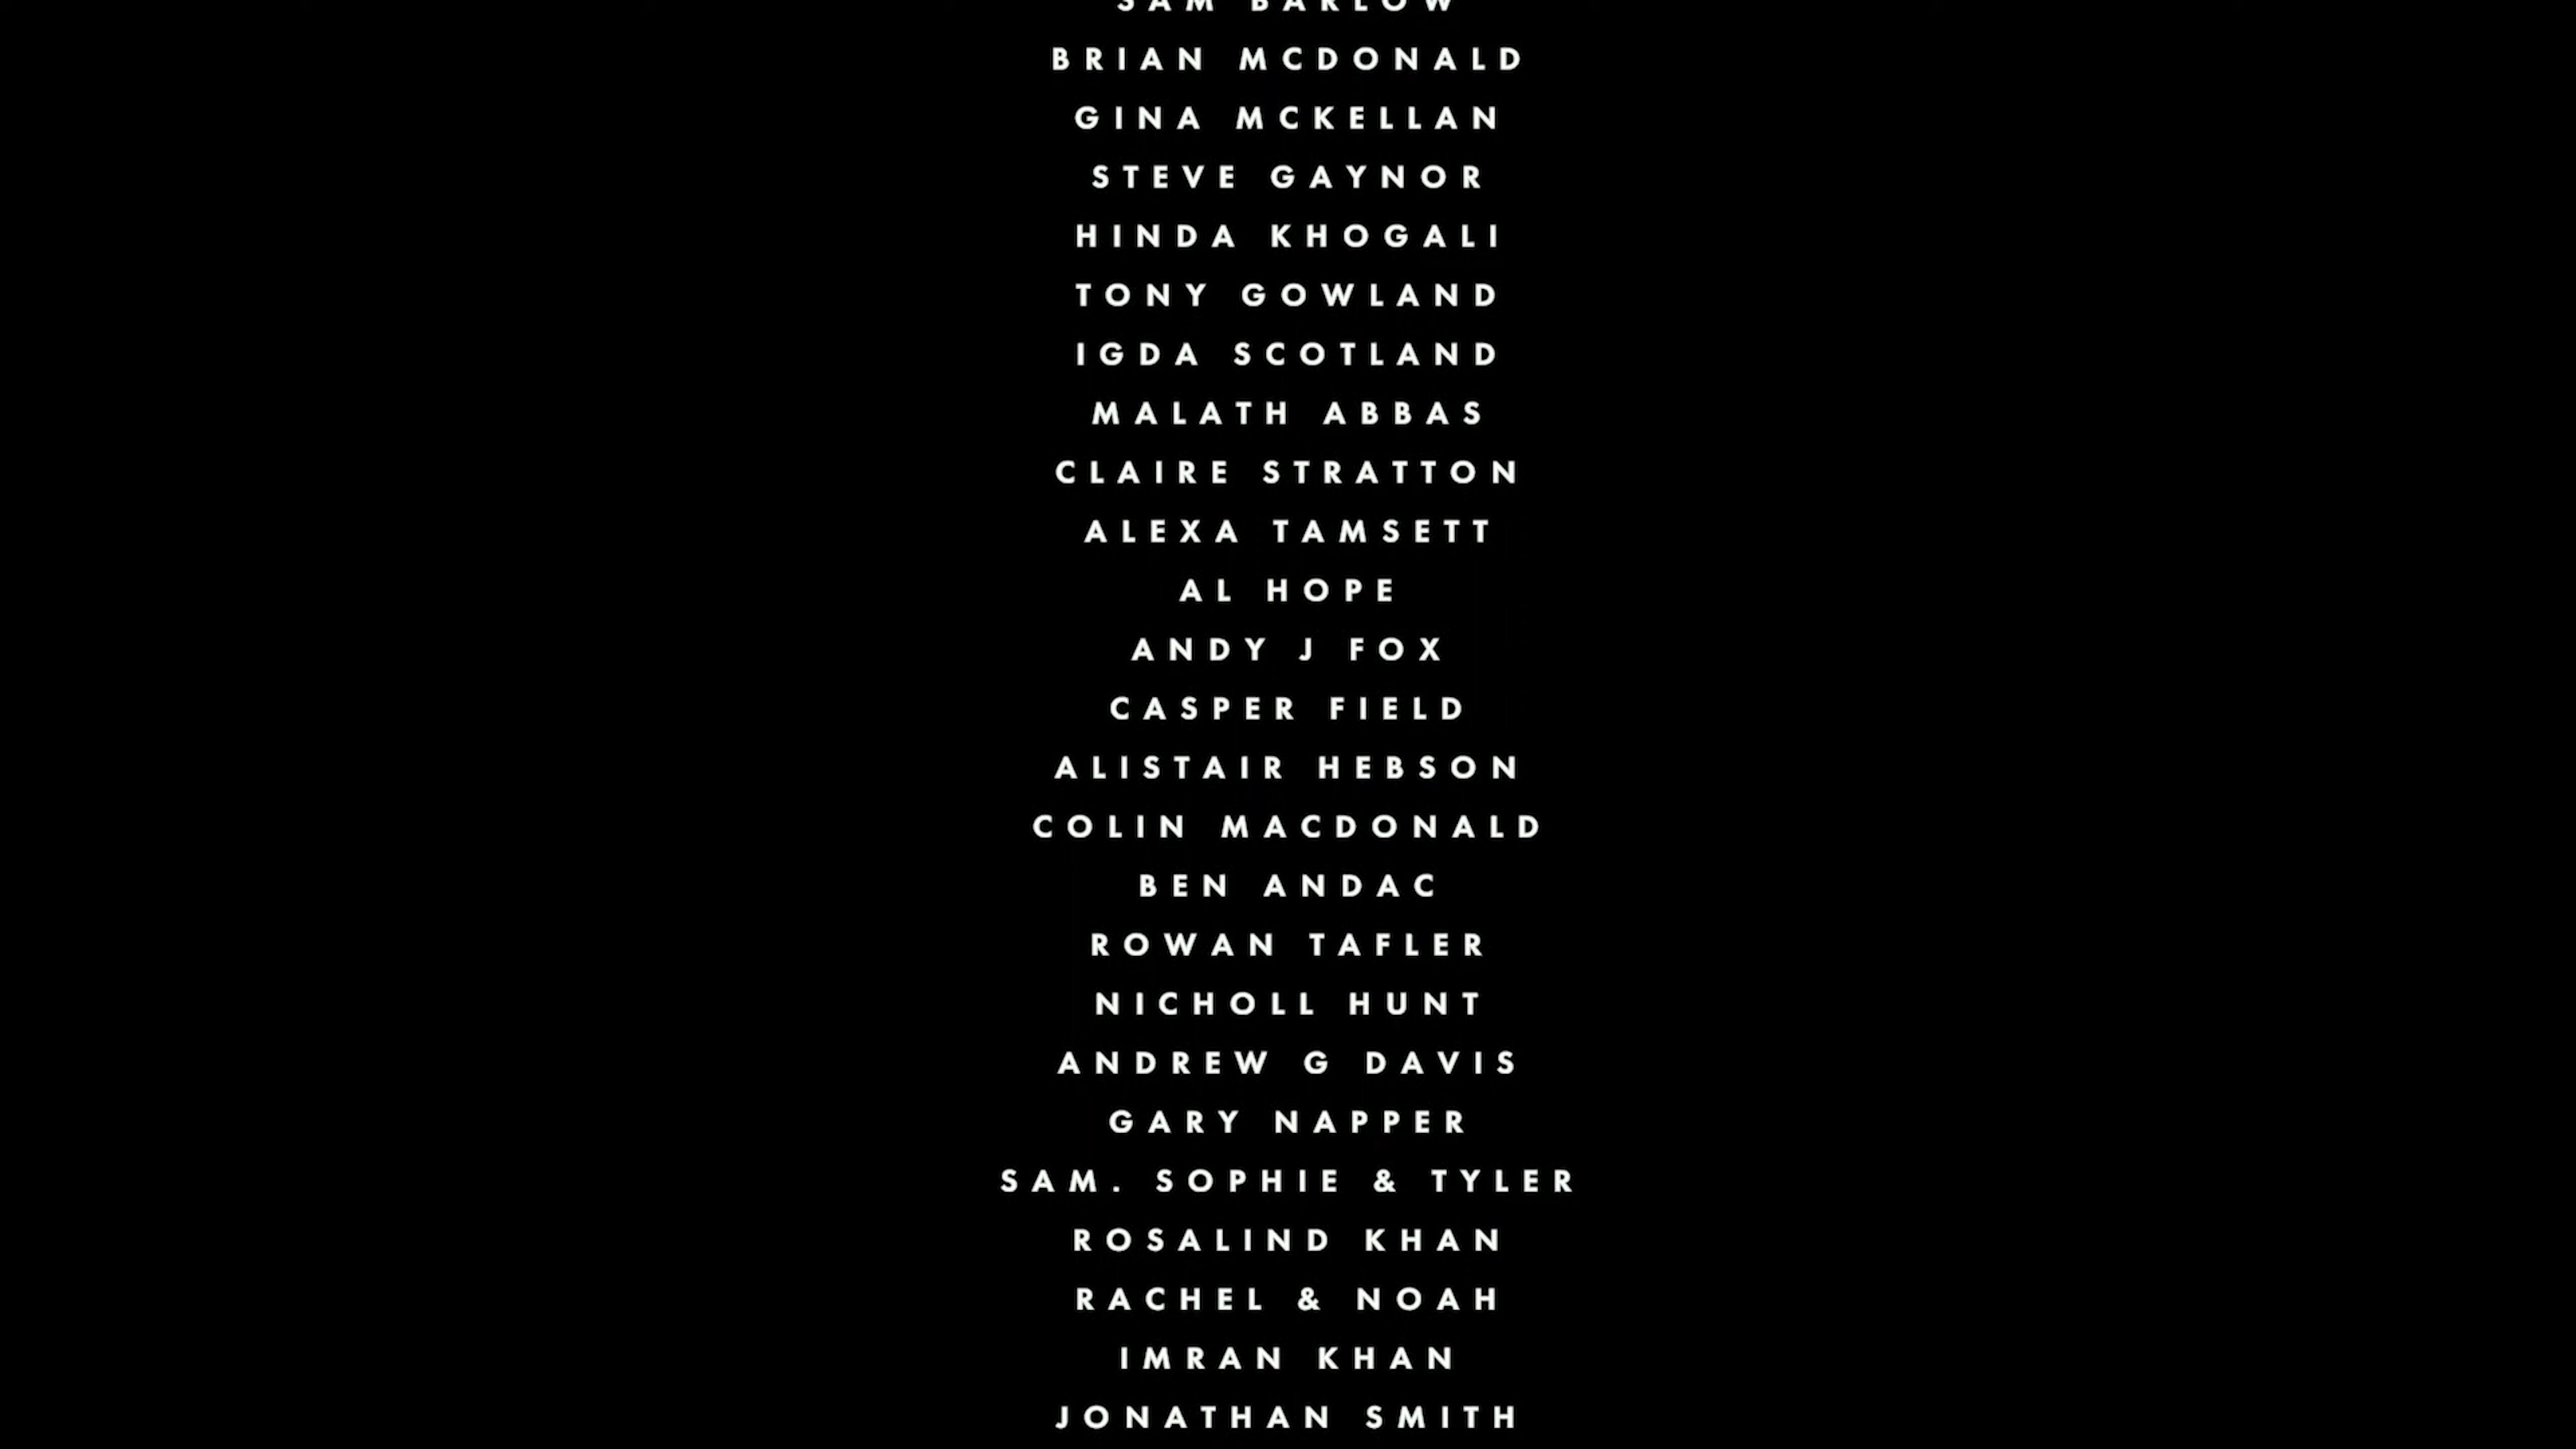 SAM BARLOW
BRIAN MCDONALD
GINA MCKELLAN
STEVE GAYNOR
HINDA KHOGALI
TONY GOWLAND
IGDA SCOTLAND
MALATH ABBAS
CLAIRE STRATTON
ALEXA TAMSETT
AL HOPE
ANDY J FOX
CASPER FIELD
ALISTAIR HEBSON
COLIN MACDONALD
BEN ANDAC
ROWAN TAFLER
NICHOLL HUNT
ANDREW G DAVIS
GARY NAPPER
SAM. SOPHIE & TYLER
ROSALIND KHAN
RACHEL & NOAH
IMRAN KHAN
JONATHAN SMITH